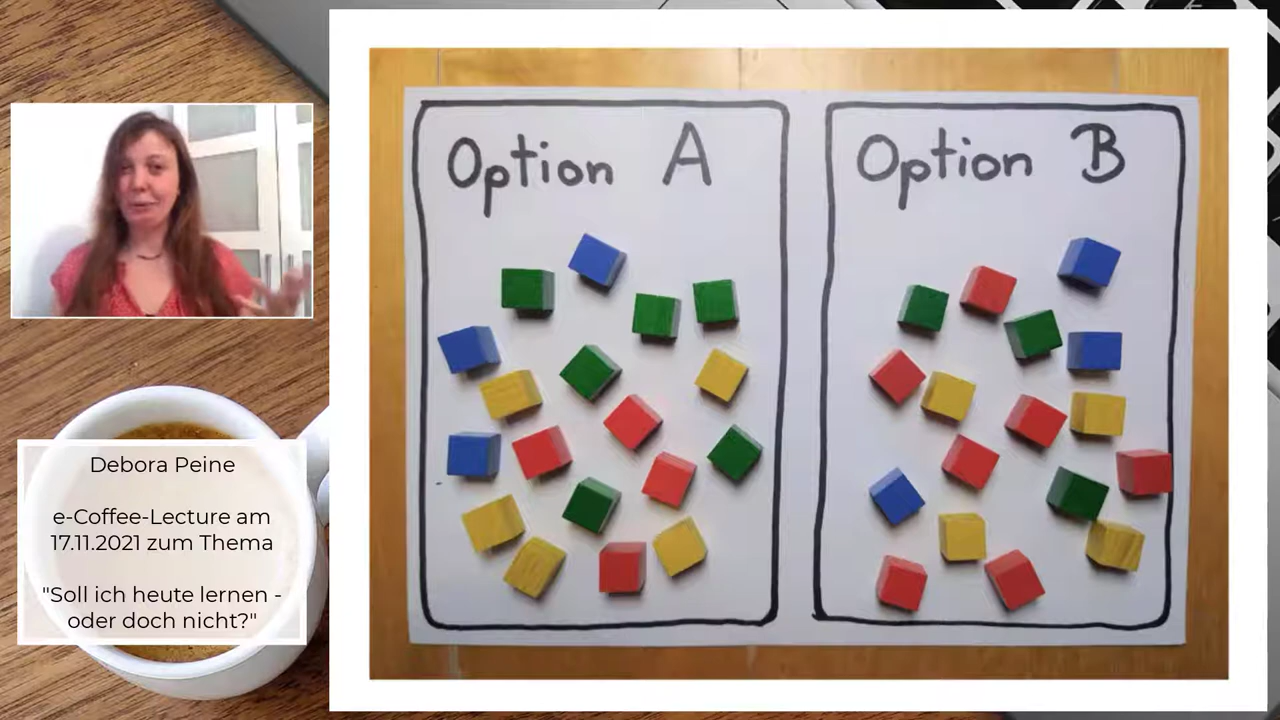 Option A
Option B
Debora Peine
e-Coffee-Lecture am
17.11.2021 zum Thema
"Soll ich heute lernen -
oder doch nicht?"